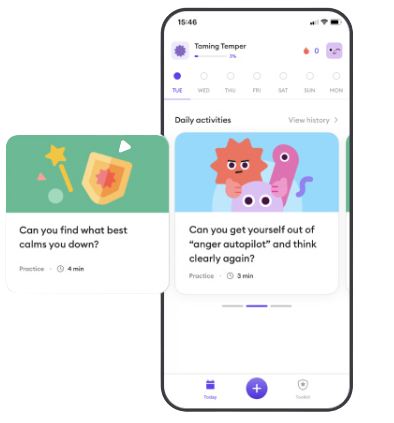 15:46
Taming Temper
3%
0
TUE WED THU FRI SAT SUN MON
Daily activities
View history
Can you find what best
calms you down?
Practice · 4 min
Can you get yourself out of
“anger autopilot” and think
clearly again?
Practice · 3 min
Today
Toolkit